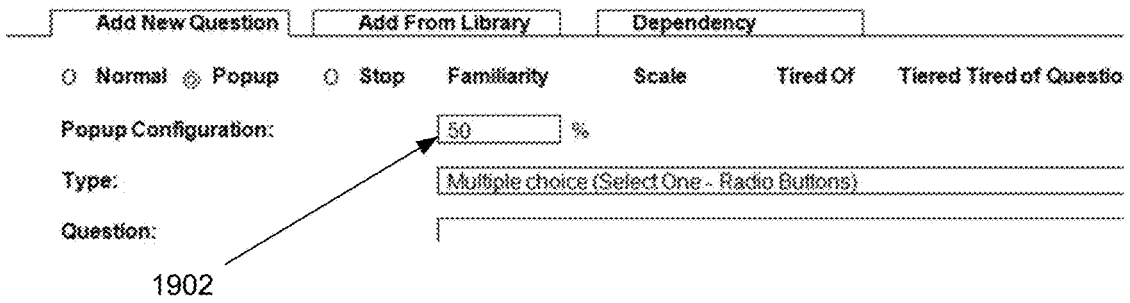 Add New Question Add From Library Dependency
Normal Popup Stop Familiarity Scale Tired Of Tiered Tired of Questio
Popup Configuration: 50 %
Type: Multiple choice (Select One - Radio Buttons)
Question:
1902